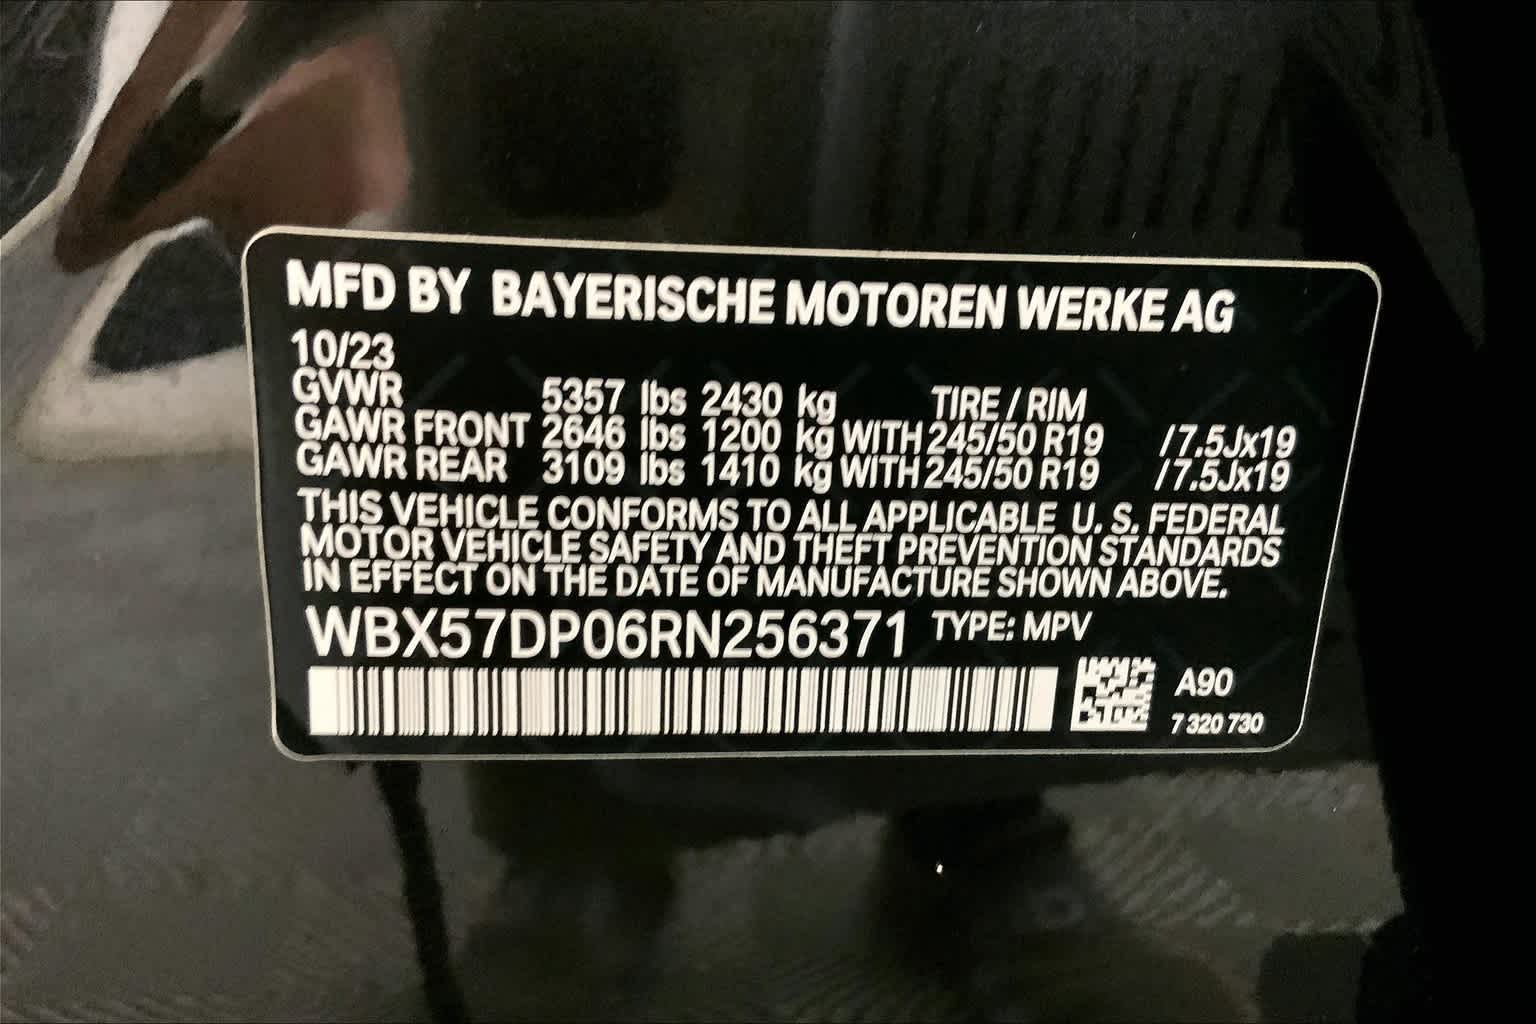 MFD BY BAYERISCHE MOTOREN WERKE AG
10/23
GVWR 5357 lbs 2430 kg TIRE / RIM
GAWR FRONT 2646 lbs 1200 kg WITH 245/50 R19 /7.5Jx19
GAWR REAR 3109 lbs 1410 kg WITH 245/50 R19 /7.5Jx19
THIS VEHICLE CONFORMS TO ALL APPLICABLE U. S. FEDERAL
MOTOR VEHICLE SAFETY AND THEFT PREVENTION STANDARDS
IN EFFECT ON THE DATE OF MANUFACTURE SHOWN ABOVE.
WBX57DP06RN256371 TYPE: MPV
A90
7 320 730